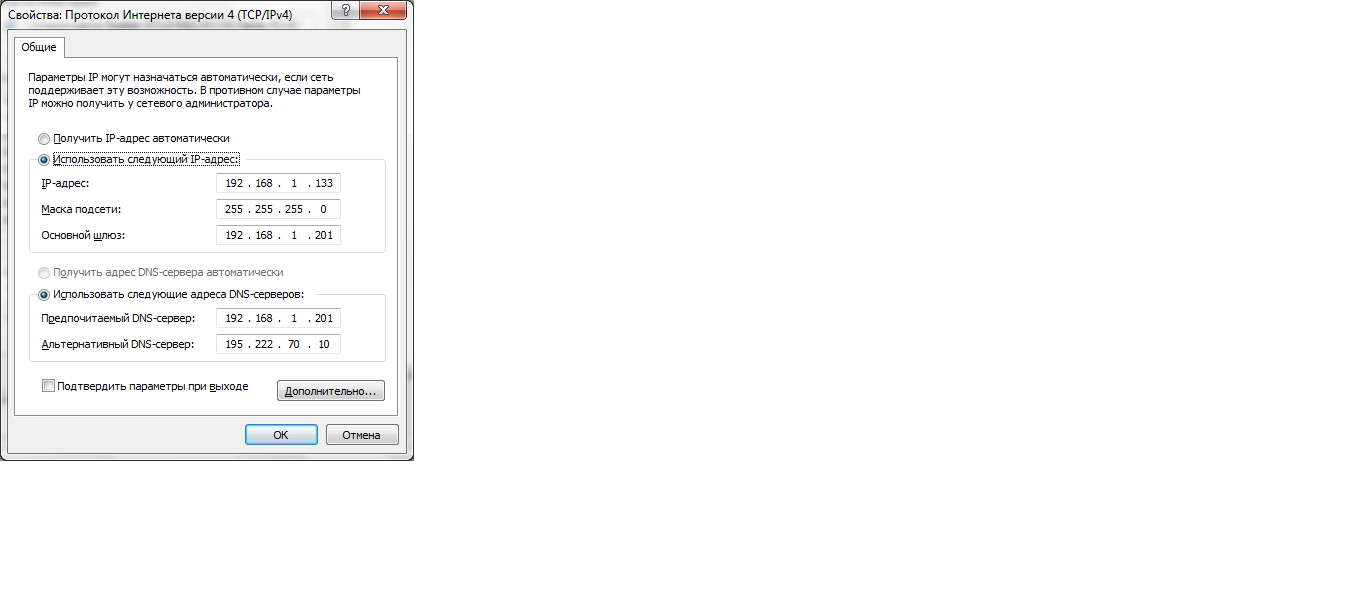 Свойства: Протокол Интернета версии 4 (TCP/IPv4)
Общие
Параметры IP могут назначаться автоматически, если сеть
поддерживает эту возможность. В противном случае параметры
IP можно получить у сетевого администратора.
Получить IP-адрес автоматически
Использовать следующий IP-адрес:
IP-адрес: 192 . 168 . 1 . 133
Маска подсети: 255 . 255 . 255 . 0
Основной шлюз: 192 . 168 . 1 . 201
Получить адрес DNS-сервера автоматически
Использовать следующие адреса DNS-серверов:
Предпочитаемый DNS-сервер: 192 . 168 . 1 . 201
Альтернативный DNS-сервер: 195 . 222 . 70 . 10
Подтвердить параметры при выходе
Дополнительно...
ОК Отмена